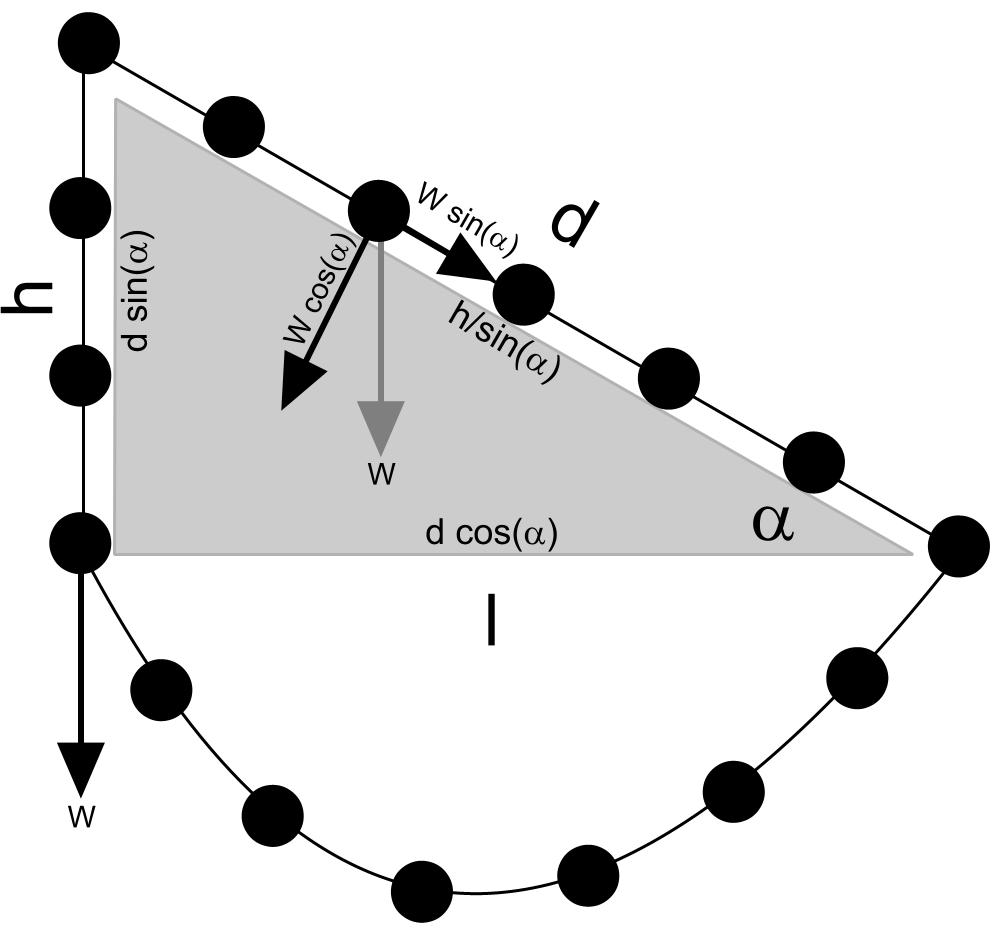 W sin(α)
d
h
d sin(α)
W cos(α)
h/sin(α)
W
α
d cos(α)
l
W